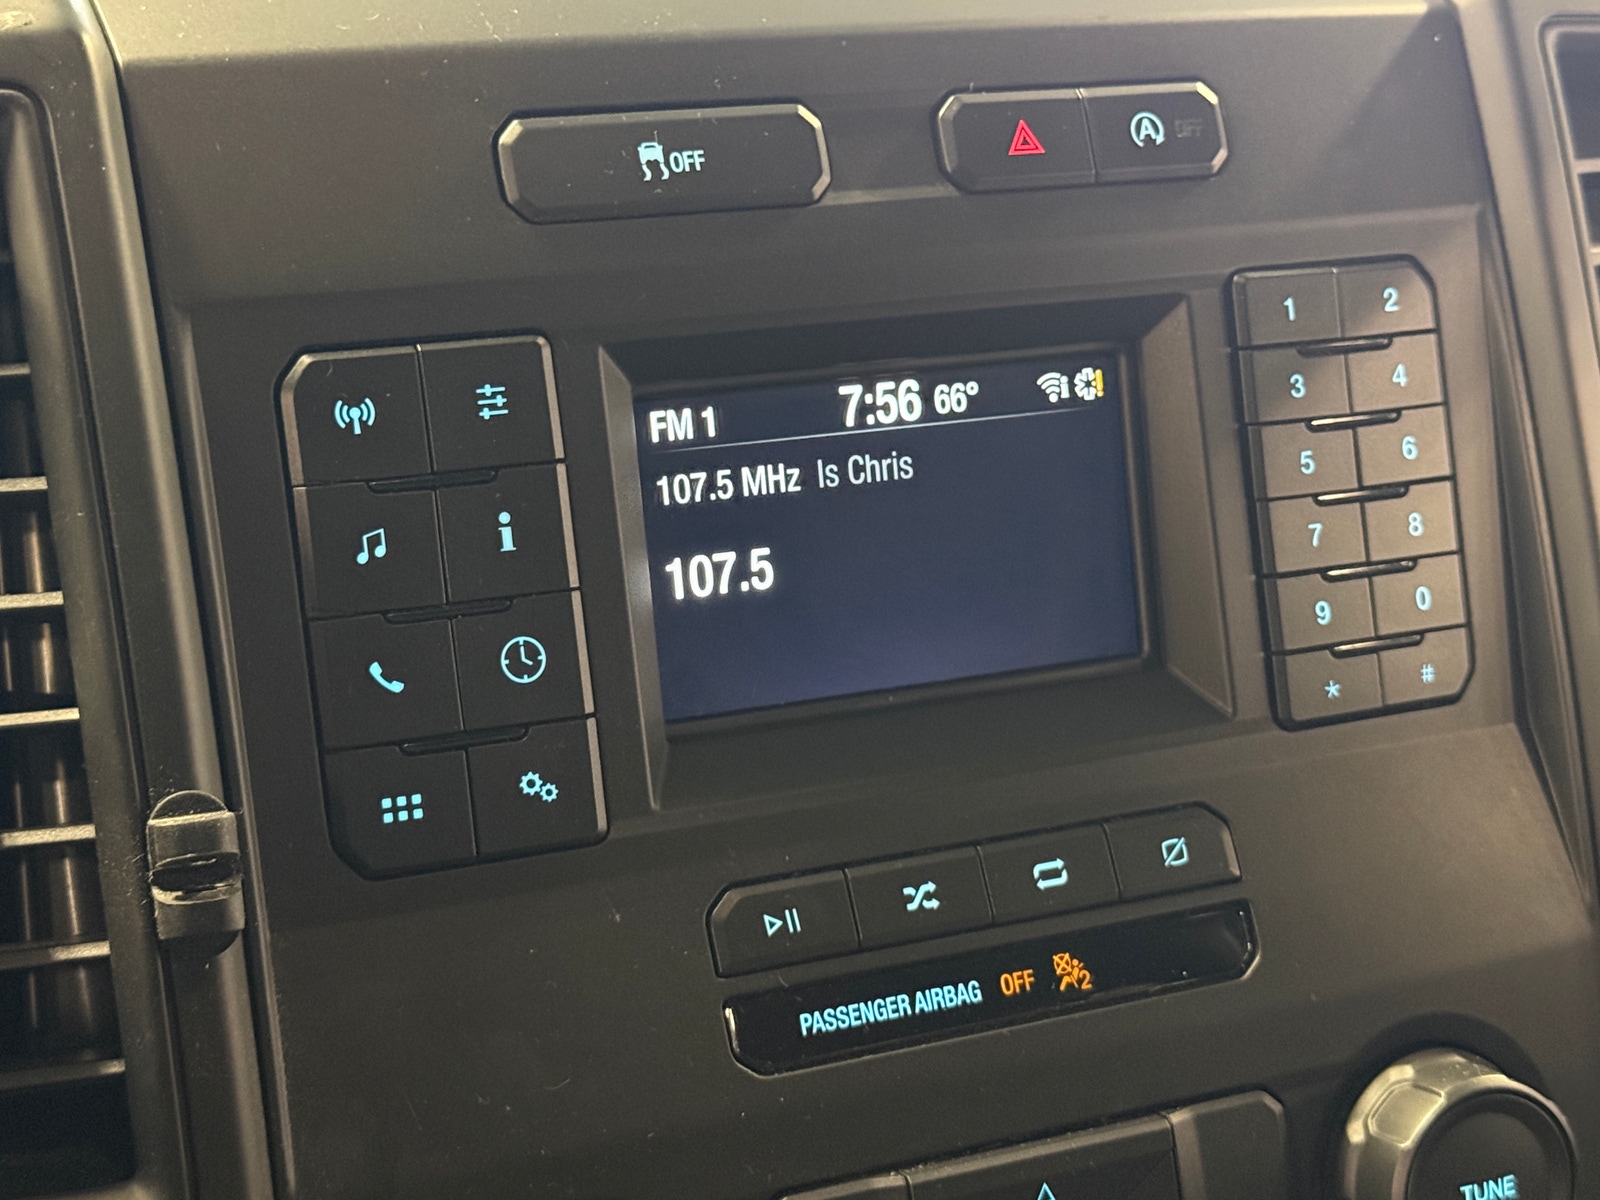 OFF
A OFF
FM 1 7:56 66°
107.5 MHz Is Chris
107.5
1 2
3 4
5 6
7 8
9 0
* #
PASSENGER AIRBAG OFF 2
TUNE